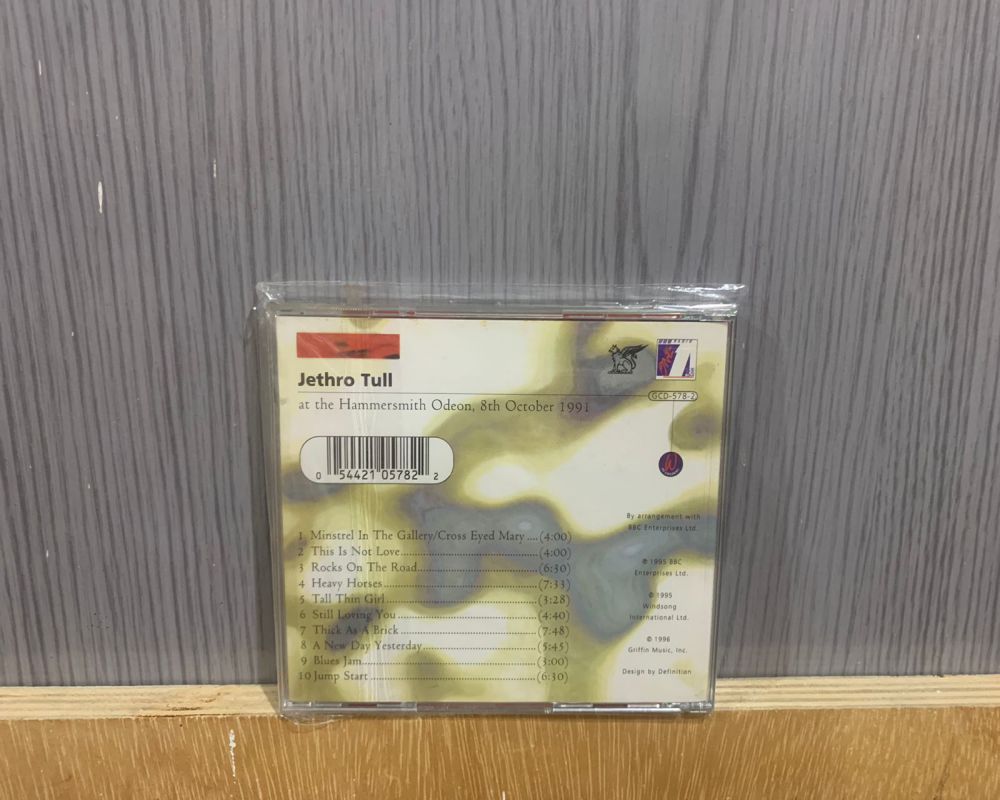 Jethro Tull
at the Hammersmith Odeon, 8th October 1991
GCD-578-2
0 54421 05782 2
1 Minstrel In The Gallery/Cross Eyed Mary ....(4:00)
2 This Is Not Love....(4:00)
3 Rocks On The Road....(6:30)
4 Heavy Horses....(7:33)
5 Tall Thin Girl....(3:28)
6 Still Loving You....(4:40)
7 Thick As A Brick....(7:48)
8 A New Day Yesterday....(5:45)
9 Blues Jam....(3:00)
10 Jump Start....(6:30)
By arrangement with
BBC Enterprises Ltd.
℗ 1995 BBC
Enterprises Ltd.
© 1995
Windsong
International Ltd.
© 1996
Griffin Music, Inc.
Design by Definition